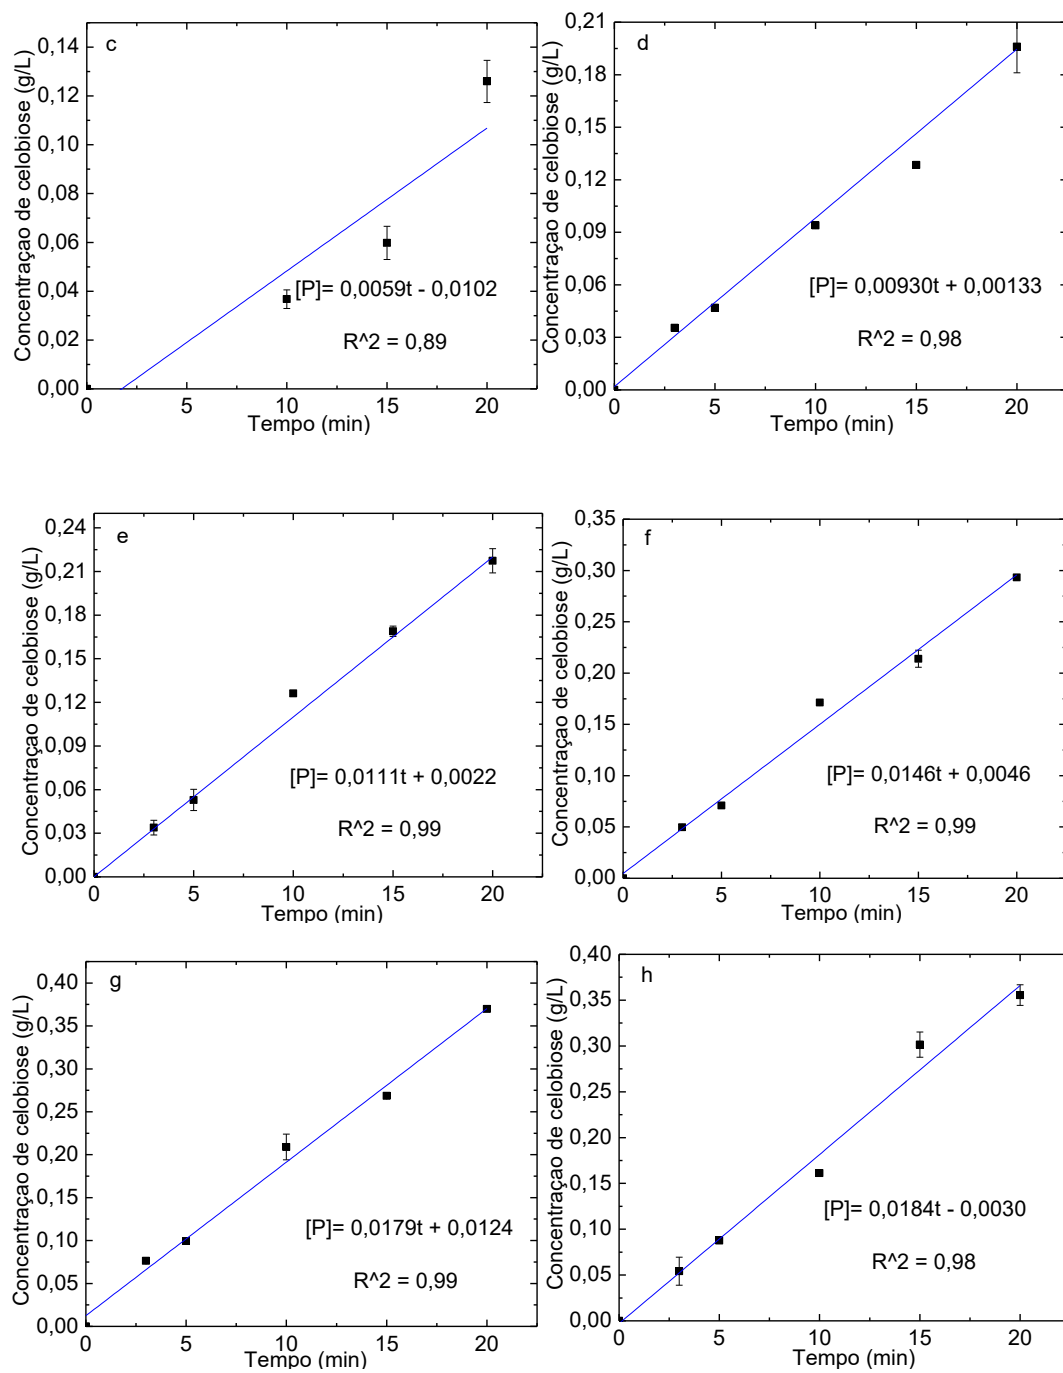 c
Concentraçao de celobiose (g/L)
0,14
0,12
0,10
0,08
0,06
0,04
0,02
0,00
[P]= 0,0059t - 0,0102
R^2 = 0,89
0 5 10 15 20
Tempo (min)
d
Concentraçao de celobiose (g/L)
0,21
0,18
0,15
0,12
0,09
0,06
0,03
0,00
[P]= 0,00930t + 0,00133
R^2 = 0,98
0 5 10 15 20
Tempo (min)
e
Concentraçao de celobiose (g/L)
0,24
0,21
0,18
0,15
0,12
0,09
0,06
0,03
0,00
[P]= 0,0111t + 0,0022
R^2 = 0,99
0 5 10 15 20
Tempo (min)
f
Concentraçao de celobiose (g/L)
0,35
0,30
0,25
0,20
0,15
0,10
0,05
0,00
[P]= 0,0146t + 0,0046
R^2 = 0,99
0 5 10 15 20
Tempo (min)
g
Concentraçao de celobiose (g/L)
0,40
0,35
0,30
0,25
0,20
0,15
0,10
0,05
0,00
[P]= 0,0179t + 0,0124
R^2 = 0,99
0 5 10 15 20
Tempo (min)
h
Concentraçao de celobiose (g/L)
0,40
0,35
0,30
0,25
0,20
0,15
0,10
0,05
0,00
[P]= 0,0184t - 0,0030
R^2 = 0,98
0 5 10 15 20
Tempo (min)